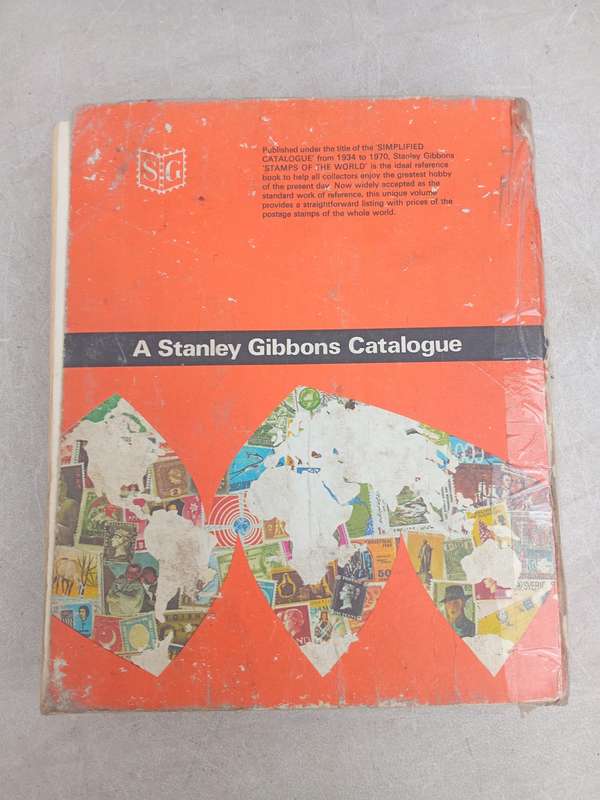 SG
Published under the title of the 'SIMPLIFIED
CATALOGUE' from 1934 to 1970, Stanley Gibbons
'STAMPS OF THE WORLD' is the ideal reference
book to help all collectors enjoy the greatest hobby
of the present day. Now widely accepted as the
standard work of reference, this unique volume
provides a straightforward listing with prices of the
postage stamps of the whole world.
A Stanley Gibbons Catalogue
SVERIGE